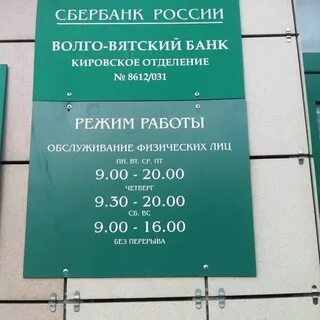 СБЕРБАНК РОССИИ
ВОЛГО-ВЯТСКИЙ БАНК
КИРОВСКОЕ ОТДЕЛЕНИЕ
№ 8612/031
РЕЖИМ РАБОТЫ
ОБСЛУЖИВАНИЕ ФИЗИЧЕСКИХ ЛИЦ
ПН, ВТ. СР, ПТ
9.00 - 20.00
ЧЕТВЕРГ
9.30 - 20.00
СБ, ВС
9.00 - 16.00
БЕЗ ПЕРЕРЫВА